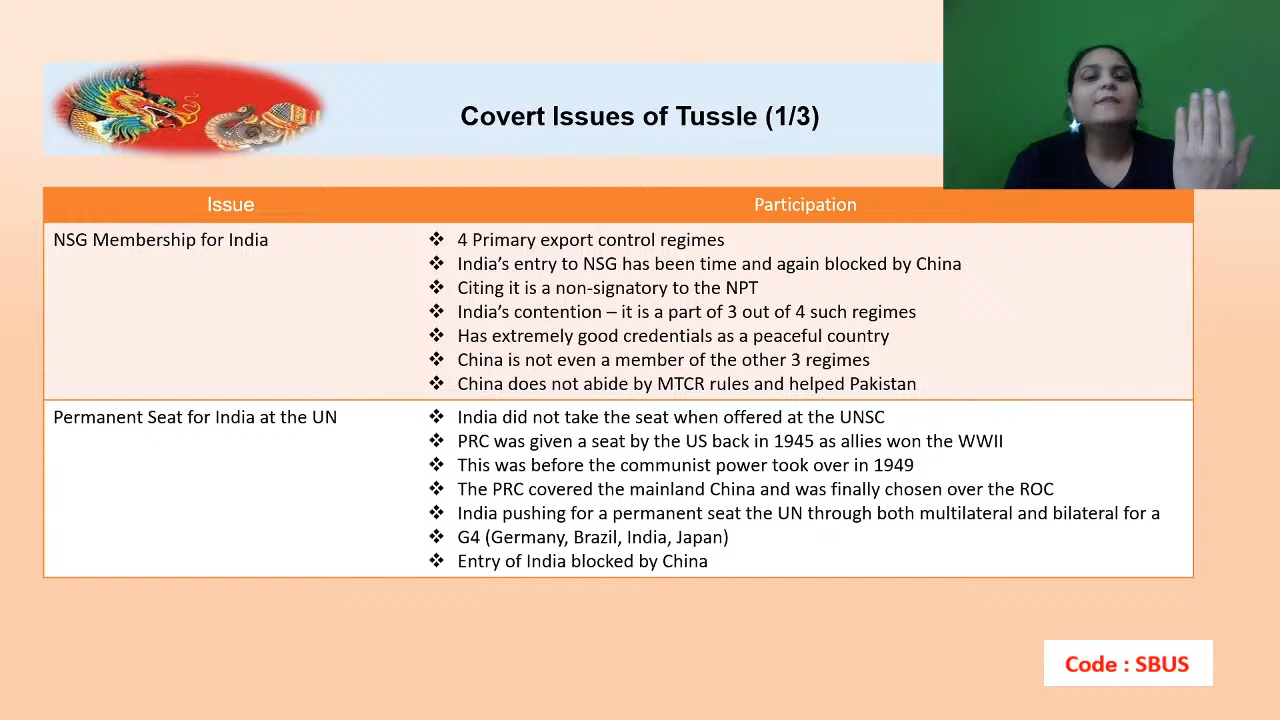 Covert Issues of Tussle (1/3)
Issue
Participation
NSG Membership for India
❖ 4 Primary export control regimes
❖ India's entry to NSG has been time and again blocked by China
❖ Citing it is a non-signatory to the NPT
❖ India's contention – it is a part of 3 out of 4 such regimes
❖ Has extremely good credentials as a peaceful country
❖ China is not even a member of the other 3 regimes
❖ China does not abide by MTCR rules and helped Pakistan
Permanent Seat for India at the UN
❖ India did not take the seat when offered at the UNSC
❖ PRC was given a seat by the US back in 1945 as allies won the WWII
❖ This was before the communist power took over in 1949
❖ The PRC covered the mainland China and was finally chosen over the ROC
❖ India pushing for a permanent seat the UN through both multilateral and bilateral for a
❖ G4 (Germany, Brazil, India, Japan)
❖ Entry of India blocked by China
Code : SBUS